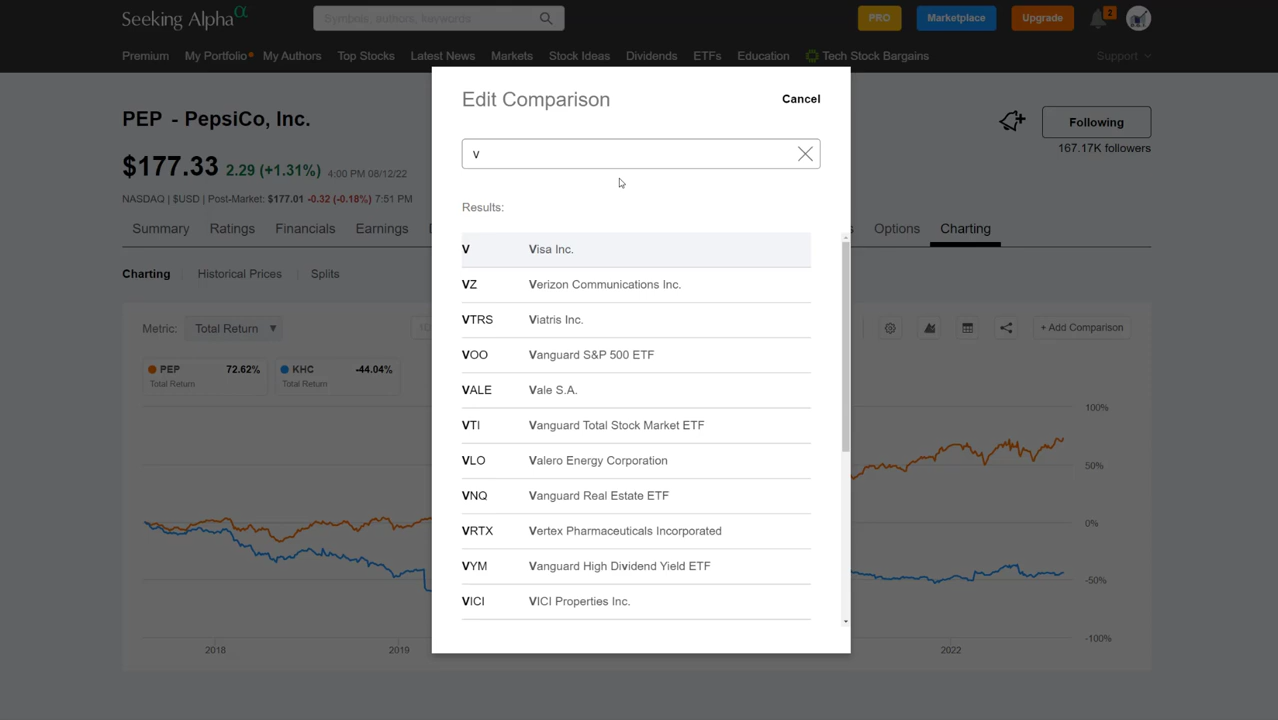 Seeking Alpha α
Symbols, authors, keywords
PRO
Marketplace
Upgrade
2
Premium My Portfolio My Authors Top Stocks Latest News Markets Stock Ideas Dividends ETFs Education Tech Stock Bargains Support
PEP - PepsiCo, Inc.
$177.33 2.29 (+1.31%) 4:00 PM 08/12/22
NASDAQ | $USD | Post-Market: $177.01 -0.32 (-0.18%) 7:51 PM
Following
167.17K followers
Summary Ratings Financials Earnings Options Charting
Charting Historical Prices Splits
Metric: Total Return
+ Add Comparison
PEP 72.62%
Total Return
KHC -44.04%
Total Return
Edit Comparison
Cancel
v
Results:
V Visa Inc.
VZ Verizon Communications Inc.
VTRS Viatris Inc.
VOO Vanguard S&P 500 ETF
VALE Vale S.A.
VTI Vanguard Total Stock Market ETF
VLO Valero Energy Corporation
VNQ Vanguard Real Estate ETF
VRTX Vertex Pharmaceuticals Incorporated
VYM Vanguard High Dividend Yield ETF
VICI VICI Properties Inc.
100%
50%
0%
-50%
-100%
2018 2019 2022